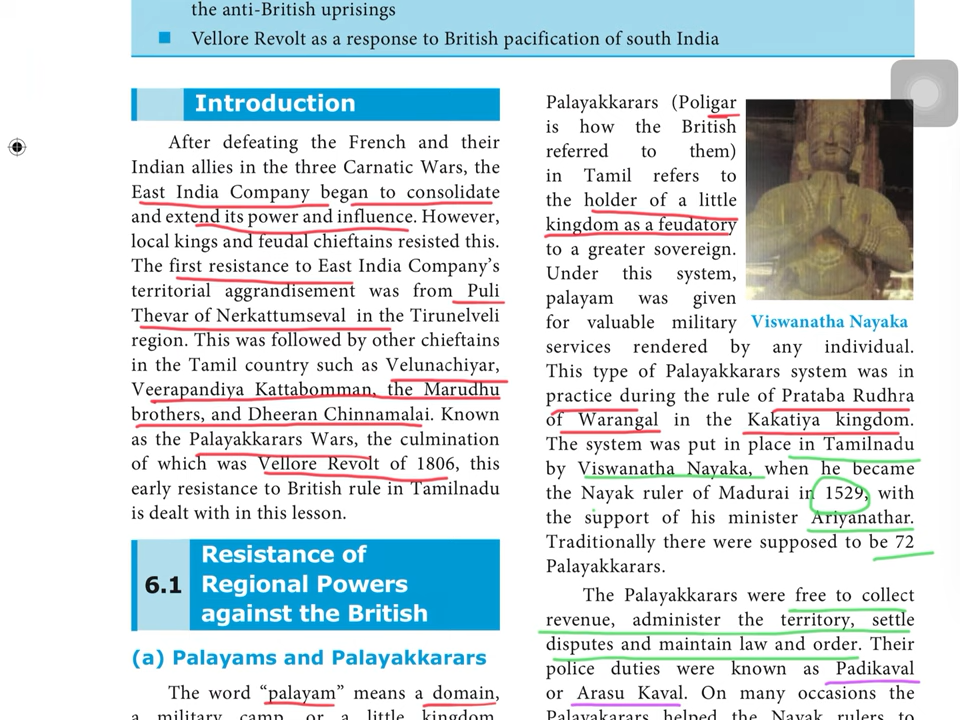 the anti-British uprisings
■ Vellore Revolt as a response to British pacification of south India
Introduction
After defeating the French and their
Indian allies in the three Carnatic Wars, the
East India Company began to consolidate
and extend its power and influence. However,
local kings and feudal chieftains resisted this.
The first resistance to East India Company’s
territorial aggrandisement was from Puli
Thevar of Nerkattumseval in the Tirunelveli
region. This was followed by other chieftains
in the Tamil country such as Velunachiyar,
Veerapandiya Kattabomman, the Marudhu
brothers, and Dheeran Chinnamalai. Known
as the Palayakkarars Wars, the culmination
of which was Vellore Revolt of 1806, this
early resistance to British rule in Tamilnadu
is dealt with in this lesson.
6.1
Resistance of
Regional Powers
against the British
(a) Palayams and Palayakkarars
The word “palayam” means a domain,
a military camp, or a little kingdom.
Palayakkarars (Poligar
is how the British
referred to them)
in Tamil refers to
the holder of a little
kingdom as a feudatory
to a greater sovereign.
Under this system,
palayam was given
for valuable military
Viswanatha Nayaka
services rendered by any individual.
This type of Palayakkarars system was in
practice during the rule of Prataba Rudhra
of Warangal in the Kakatiya kingdom.
The system was put in place in Tamilnadu
by Viswanatha Nayaka, when he became
the Nayak ruler of Madurai in 1529, with
the support of his minister Ariyanathar.
Traditionally there were supposed to be 72
Palayakkarars.
The Palayakkarars were free to collect
revenue, administer the territory, settle
disputes and maintain law and order. Their
police duties were known as Padikaval
or Arasu Kaval. On many occasions the
Palayakarars helped the Nayak rulers to